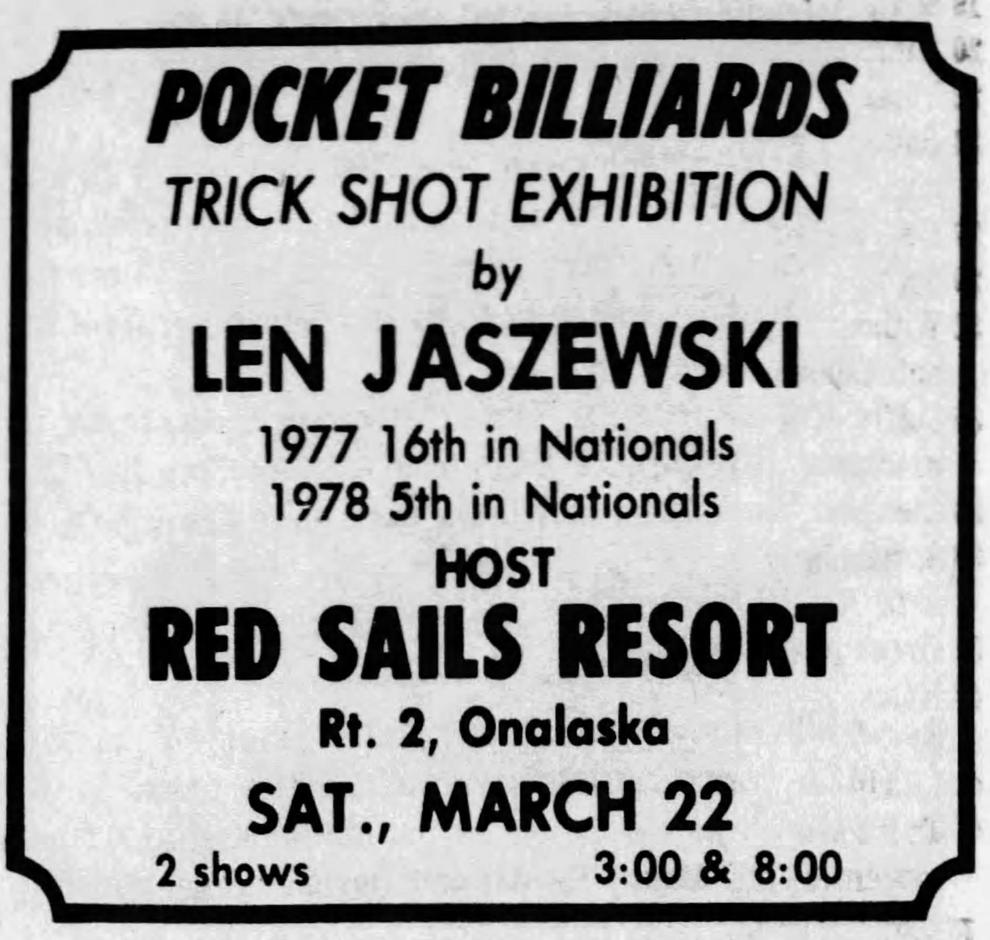 POCKET BILLIARDS
TRICK SHOT EXHIBITION
by
LEN JASZEWSKI
1977 16th in Nationals
1978 5th in Nationals
HOST
RED SAILS RESORT
Rt. 2, Onalaska
SAT., MARCH 22
2 shows 3:00 & 8:00